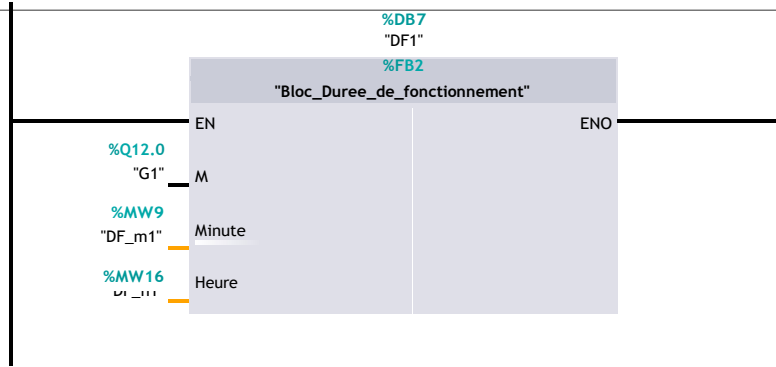 %DB7
"DF1"
%FB2
"Bloc_Duree_de_fonctionnement"
EN
ENO
%Q12.0
"G1"
M
%MW9
"DF_m1"
Minute
%MW16
Heure